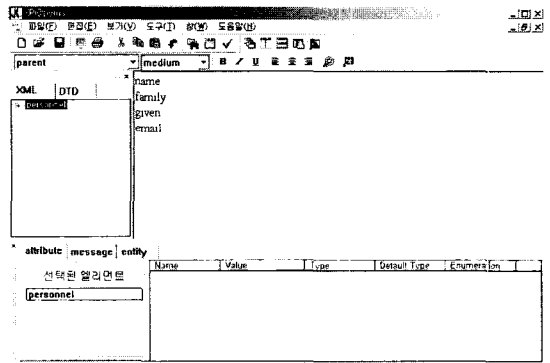 파일(F) 편집(E) 보기(V) 도구(T) 창(W) 도움말(H)
parent medium B / U
XML DTD
personnel
name
family
given
email
attribute message entity
선택된 엘리먼트
personnel
Name Value Type Default Type Enumeration